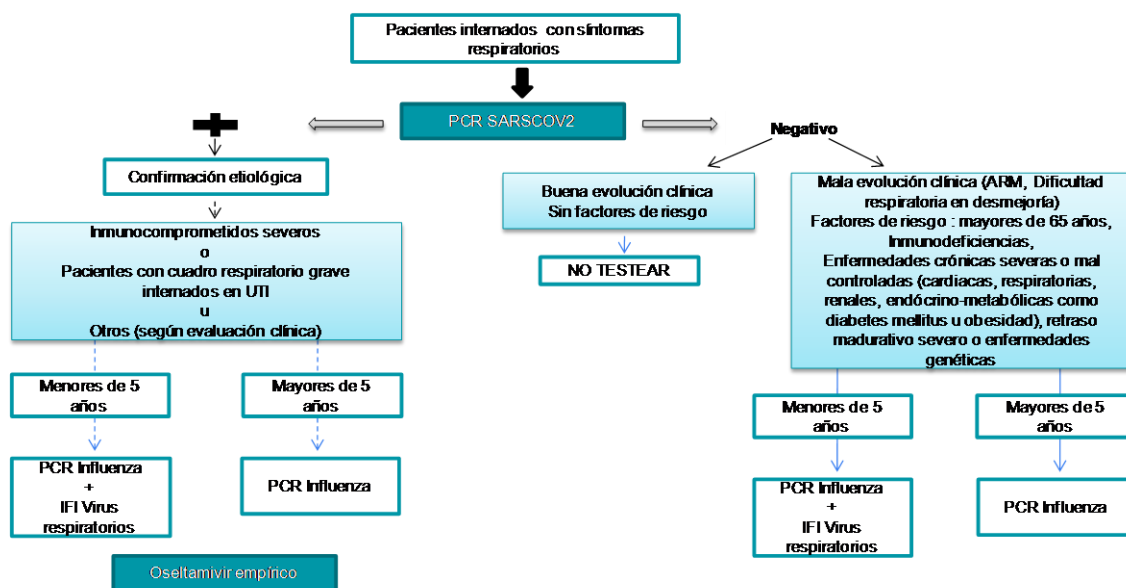 Pacientes internados con síntomas
respiratorios
PCR SARSCOV2
Negativo
Confirmación etiológica
Inmunocomprometidos severos
o
Pacientes con cuadro respiratorio grave
internados en UTI
u
Otros (según evaluación clínica)
Menores de 5
años
Mayores de 5
años
PCR Influenza
+
IFI Virus
respiratorios
PCR Influenza
Oseltamivir empírico
Buena evolución clínica
Sin factores de riesgo
NO TESTEAR
Mala evolución clínica (ARM, Dificultad
respiratoria en desmejoría)
Factores de riesgo : mayores de 65 años,
Inmunodeficiencias,
Enfermedades crónicas severas o mal
controladas (cardiacas, respiratorias,
renales, endócrino-metabólicas como
diabetes mellitus u obesidad), retraso
madurativo severo o enfermedades
genéticas
Menores de 5
años
Mayores de 5
años
PCR Influenza
+
IFI Virus
respiratorios
PCR Influenza